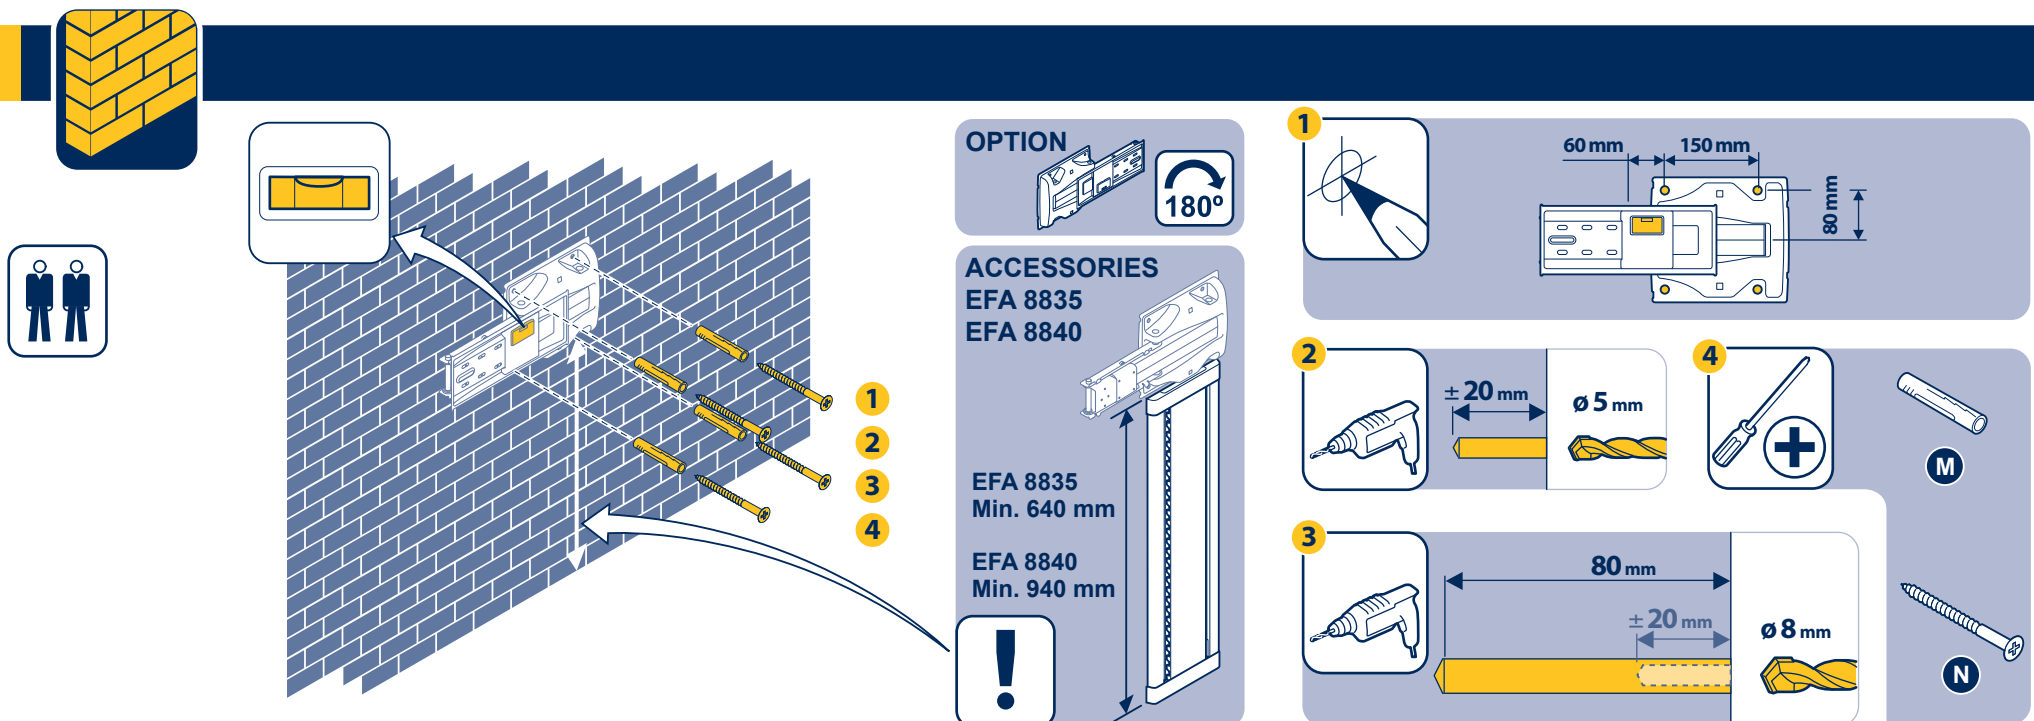 1
2
3
4
OPTION
180º
ACCESSORIES
EFA 8835
EFA 8840
EFA 8835
Min. 640 mm
EFA 8840
Min. 940 mm
1
60 mm
150 mm
80 mm
2
± 20 mm
ø 5 mm
3
80 mm
± 20 mm
ø 8 mm
4
M
N